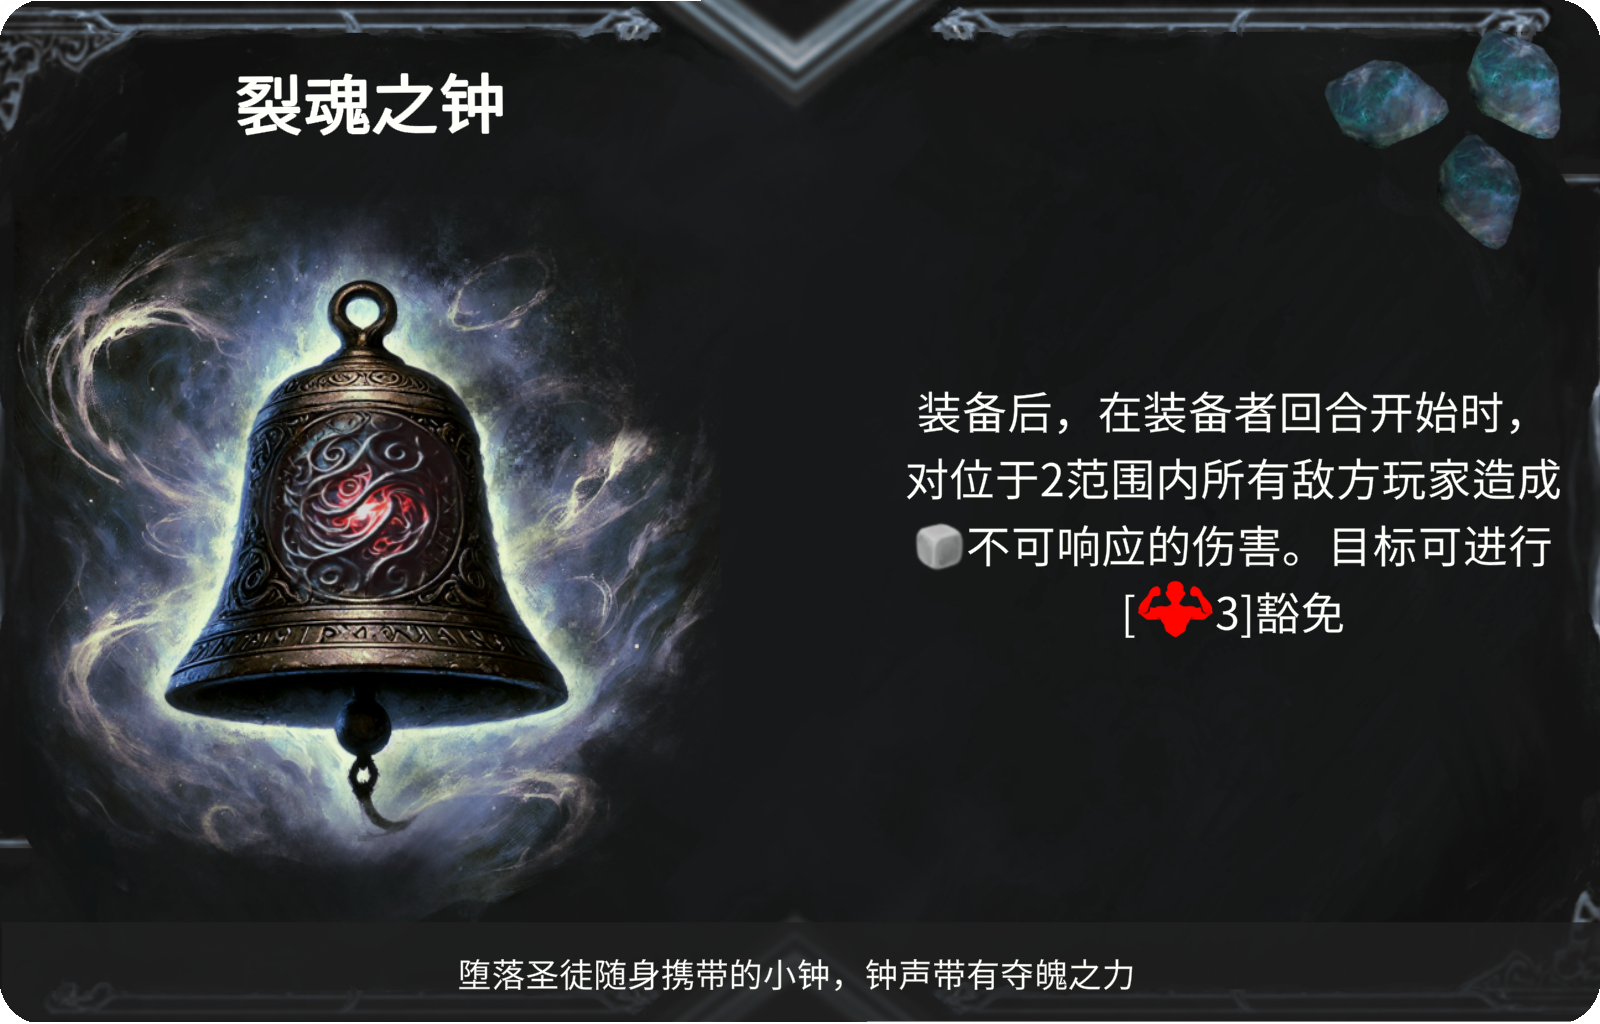 裂魂之钟
装备后，在装备者回合开始时，
对位于2范围内所有敌方玩家造成
不可响应的伤害。目标可进行
[3]豁免
堕落圣徒随身携带的小钟，钟声带有夺魄之力